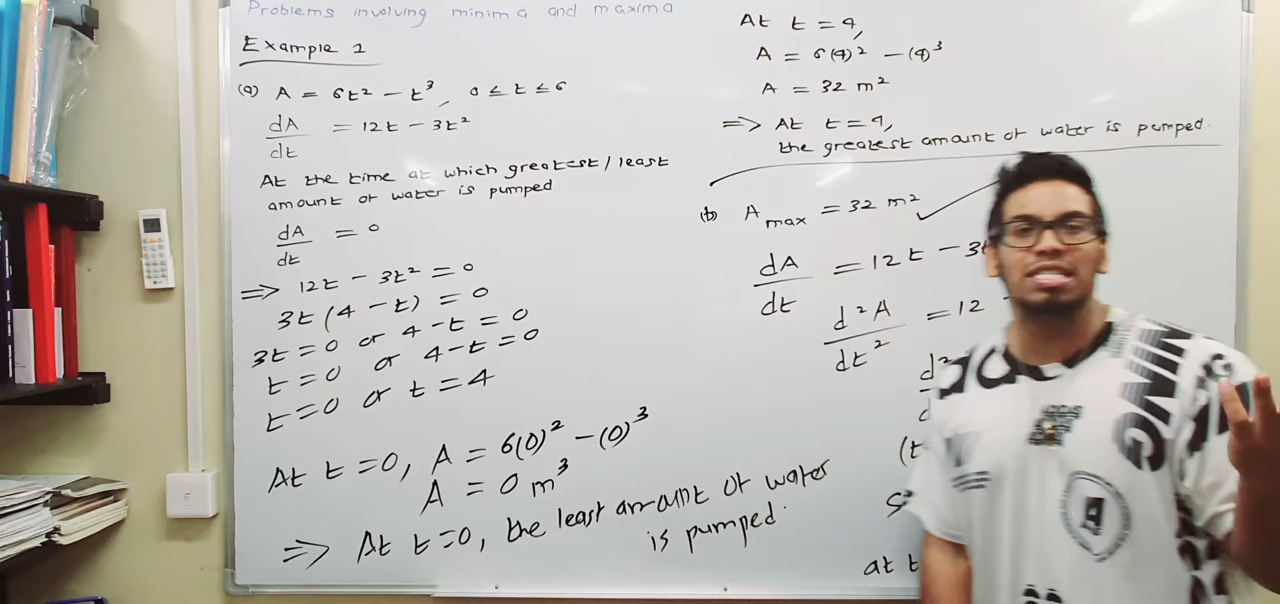 Problems involving minima and maxima
Example 1
(a) A = 6t² − t³, 0 ≤ t ≤ 6
dA/dt = 12t − 3t²
At the time at which greatest/least
amount of water is pumped
dA/dt = 0
=> 12t − 3t² = 0
3t(4 − t) = 0
3t = 0 or 4 − t = 0
t = 0 or 4 − t = 0
t = 0 or t = 4
At t = 0, A = 6(0)² − (0)³
A = 0 m³
=> At t = 0, the least amount of water
is pumped.
At t = 4,
A = 6(4)² − (4)³
A = 32 m²
=> At t = 4,
the greatest amount of water is pumped.
(b) A max = 32 m² ✓
dA/dt = 12t − 3t
d²A/dt² = 12
d²
d
(t
at t
NING
A